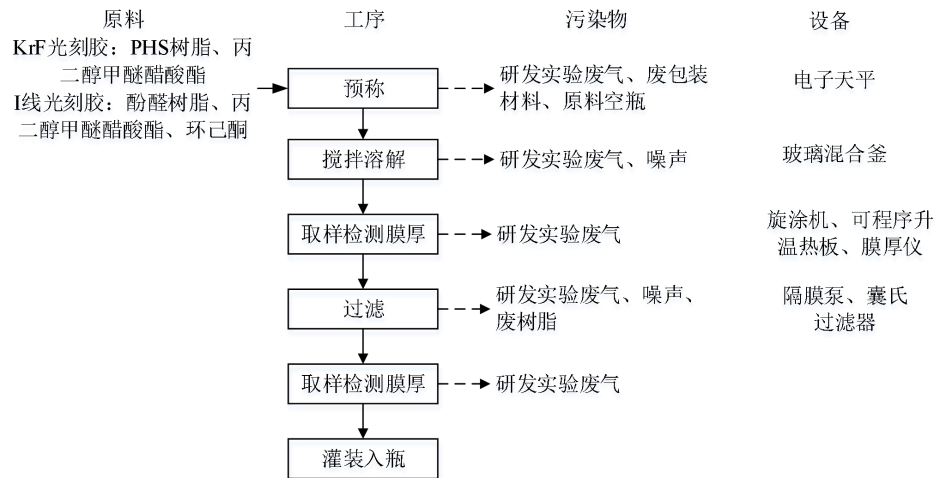 原料 工序 污染物 设备
KrF光刻胶：PHS树脂、丙
二醇甲醚醋酸酯
I线光刻胶：酚醛树脂、丙
二醇甲醚醋酸酯、环己酮
预称
研发实验废气、废包装
材料、原料空瓶
电子天平
搅拌溶解
研发实验废气、噪声
玻璃混合釜
取样检测膜厚
研发实验废气
旋涂机、可程序升
温热板、膜厚仪
过滤
研发实验废气、噪声、
废树脂
隔膜泵、囊氏
过滤器
取样检测膜厚
研发实验废气
灌装入瓶